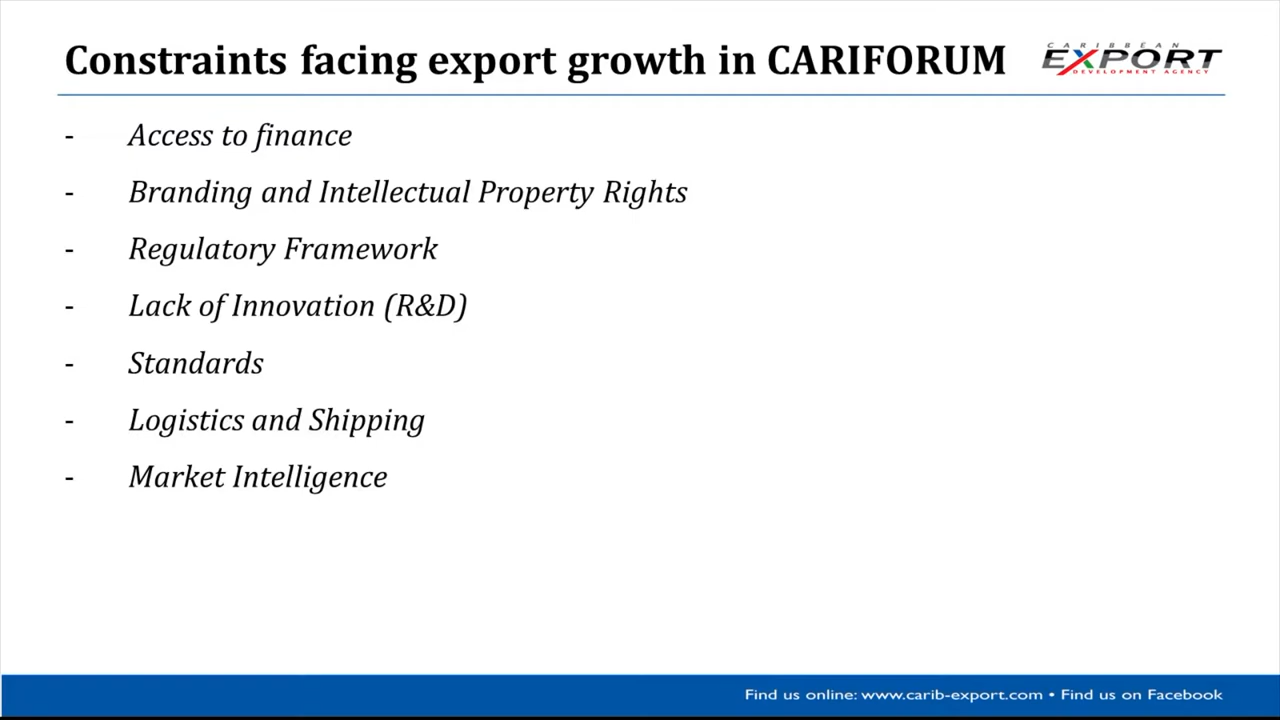 Constraints facing export growth in CARIFORUM
CARIBBEAN
EXPORT
DEVELOPMENT AGENCY
- Access to finance
- Branding and Intellectual Property Rights
- Regulatory Framework
- Lack of Innovation (R&D)
- Standards
- Logistics and Shipping
- Market Intelligence
Find us online: www.carib-export.com • Find us on Facebook